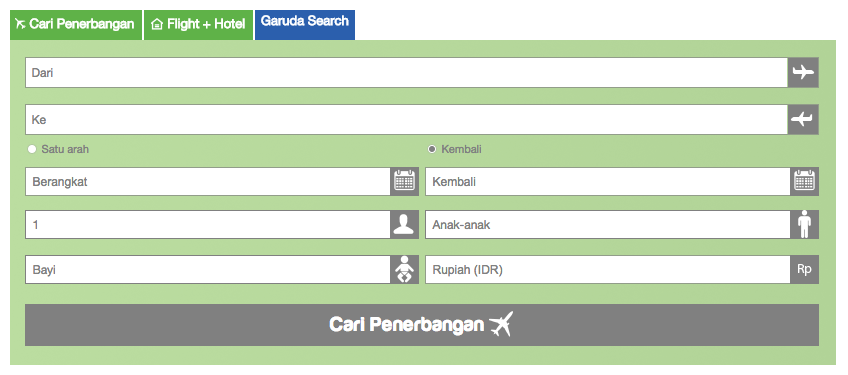 Cari Penerbangan Flight + Hotel Garuda Search
Dari
Ke
Satu arah Kembali
Berangkat Kembali
1 Anak-anak
Bayi Rupiah (IDR) Rp
Cari Penerbangan